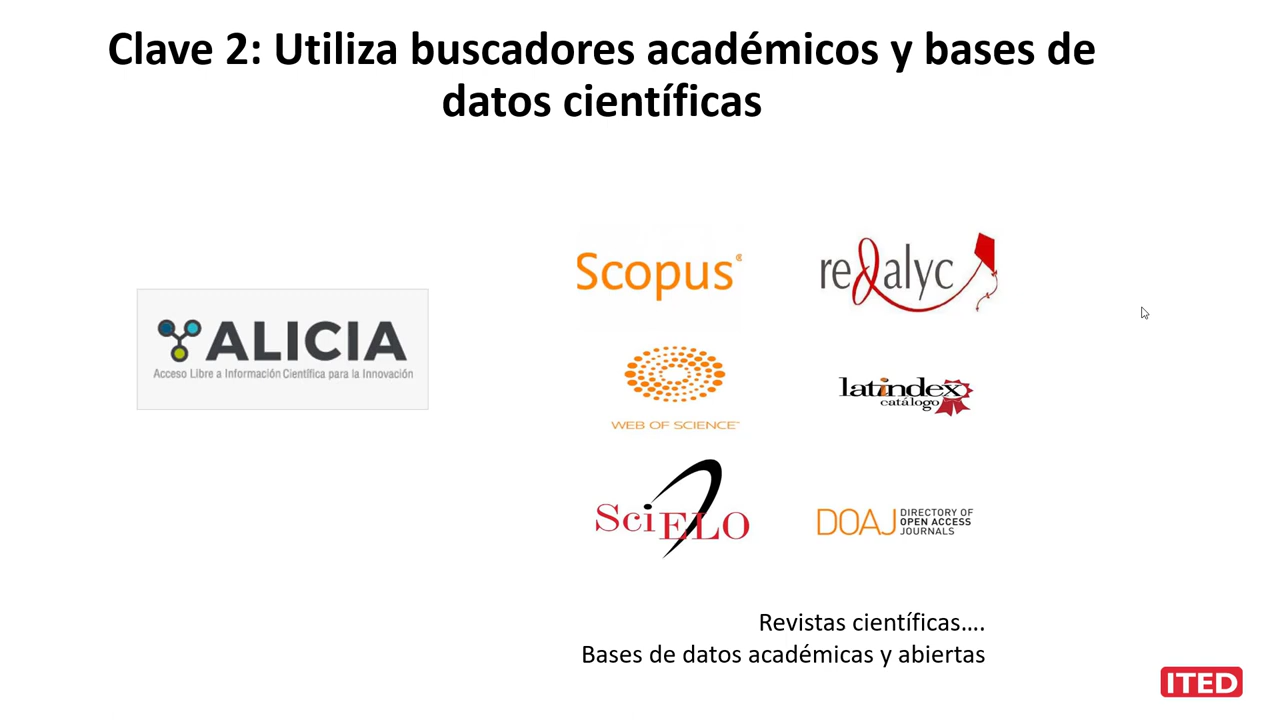 Clave 2: Utiliza buscadores académicos y bases de
datos científicas
ALICIA
Acceso Libre a Información Científica para la Innovación
Scopus
redalyc
WEB OF SCIENCE
latindex
catálogo
SciELO
DOAJ
DIRECTORY OF
OPEN ACCESS
JOURNALS
Revistas científicas....
Bases de datos académicas y abiertas
ITED